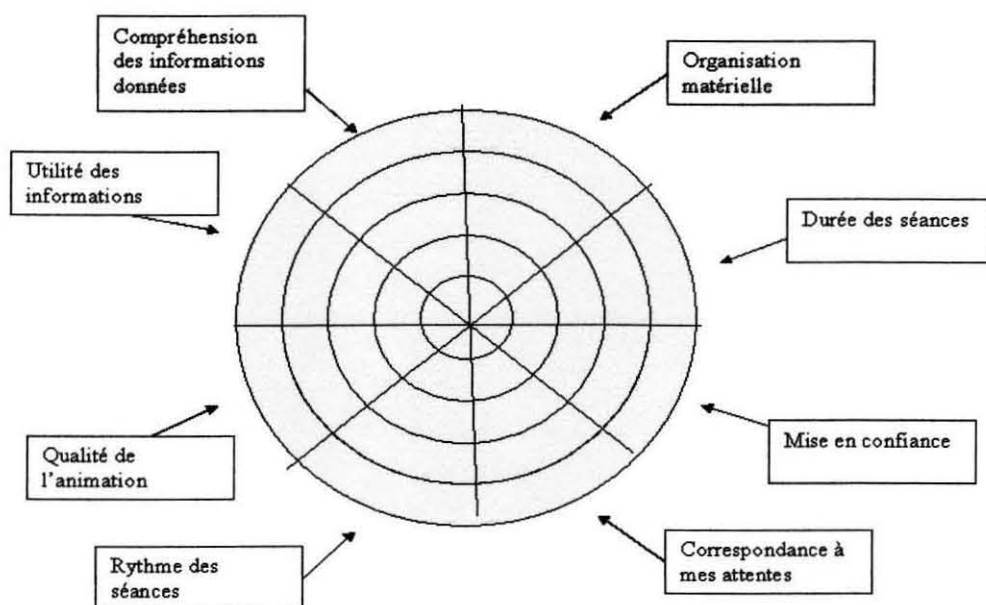 Compréhension
des informations
données
Organisation
matérielle
Utilité des
informations
Durée des séances
Qualité de
l'animation
Mise en confiance
Rythme des
séances
Correspondance à
mes attentes